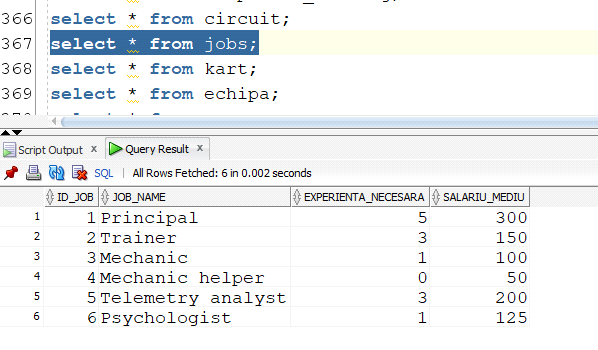 366 select * from circuit;
367 select * from jobs;
368 select * from kart;
369 select * from echipa;
Script Output x Query Result x
SQL | All Rows Fetched: 6 in 0.002 seconds
ID_JOB JOB_NAME EXPERIENTA_NECESARA SALARIU_MEDIU
1 1 Principal 5 300
2 2 Trainer 3 150
3 3 Mechanic 1 100
4 4 Mechanic helper 0 50
5 5 Telemetry analyst 3 200
6 6 Psychologist 1 125